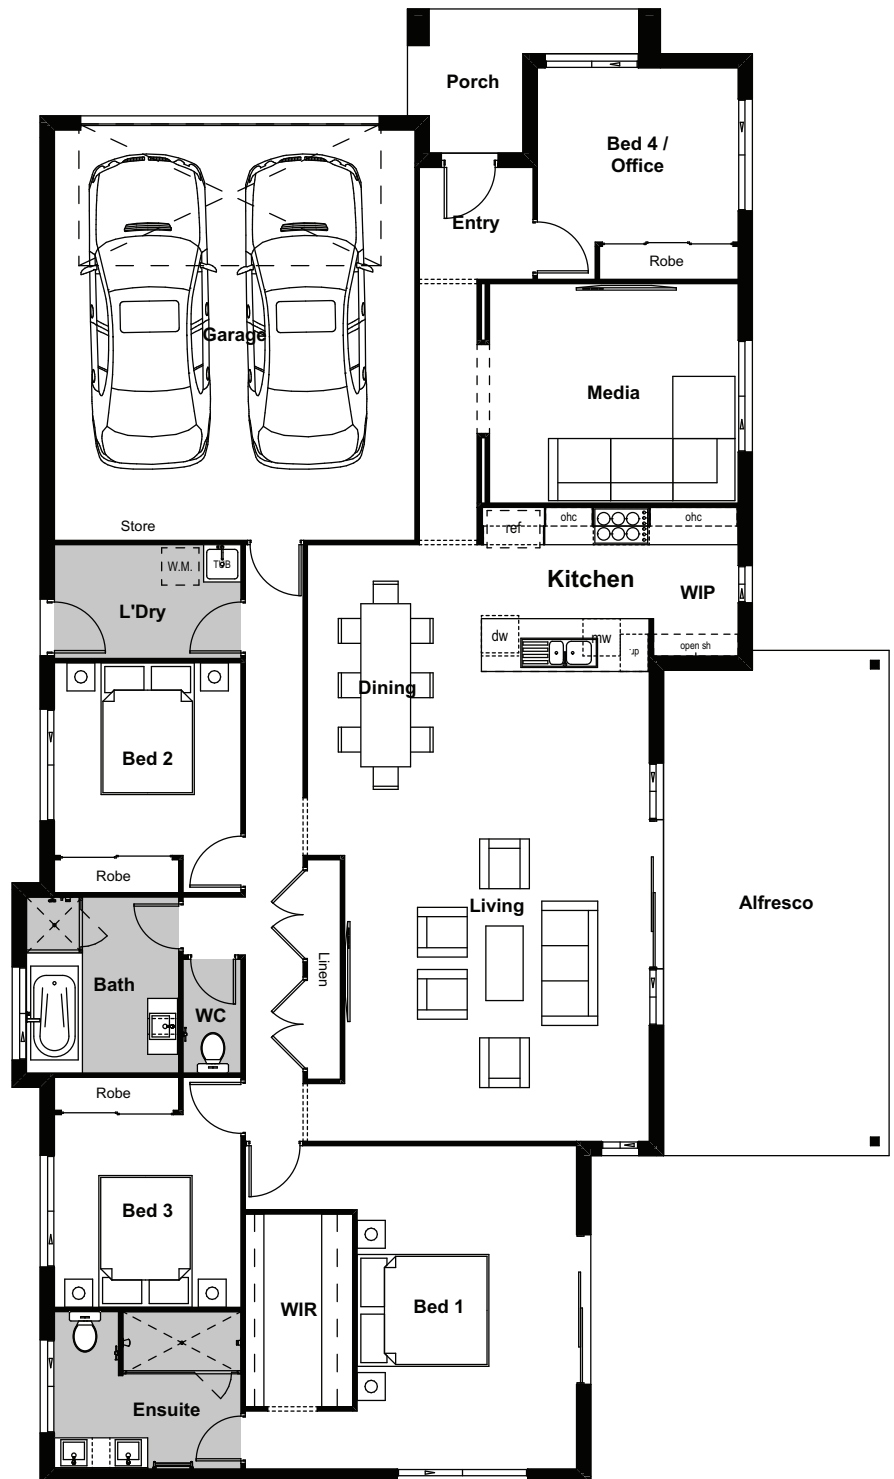 Porch
Bed 4 /
Office
Entry
Robe
Garage
Media
Store
ref
ohc
ohc
W.M.
TUB
L'Dry
Kitchen
WIP
dw
mw
open sh
Dining
Bed 2
Robe
Living
Alfresco
Linen
Bath
WC
Robe
Bed 3
WIR
Bed 1
Ensuite